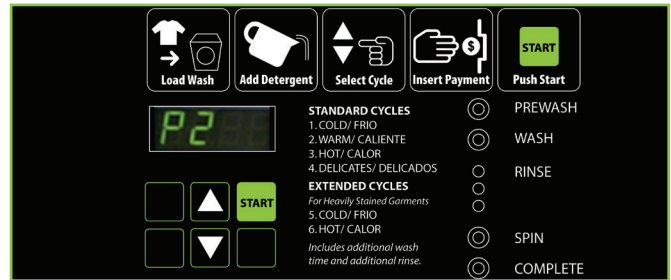 START
Load Wash
Add Detergent
Select Cycle
Insert Payment
Push Start
$
P2
STANDARD CYCLES
1. COLD/ FRIO
2. WARM/ CALIENTE
3. HOT/ CALOR
4. DELICATES/ DELICADOS
EXTENDED CYCLES
For Heavily Stained Garments
5. COLD/ FRIO
6. HOT/ CALOR
Includes additional wash
time and additional rinse.
START
PREWASH
WASH
RINSE
SPIN
COMPLETE